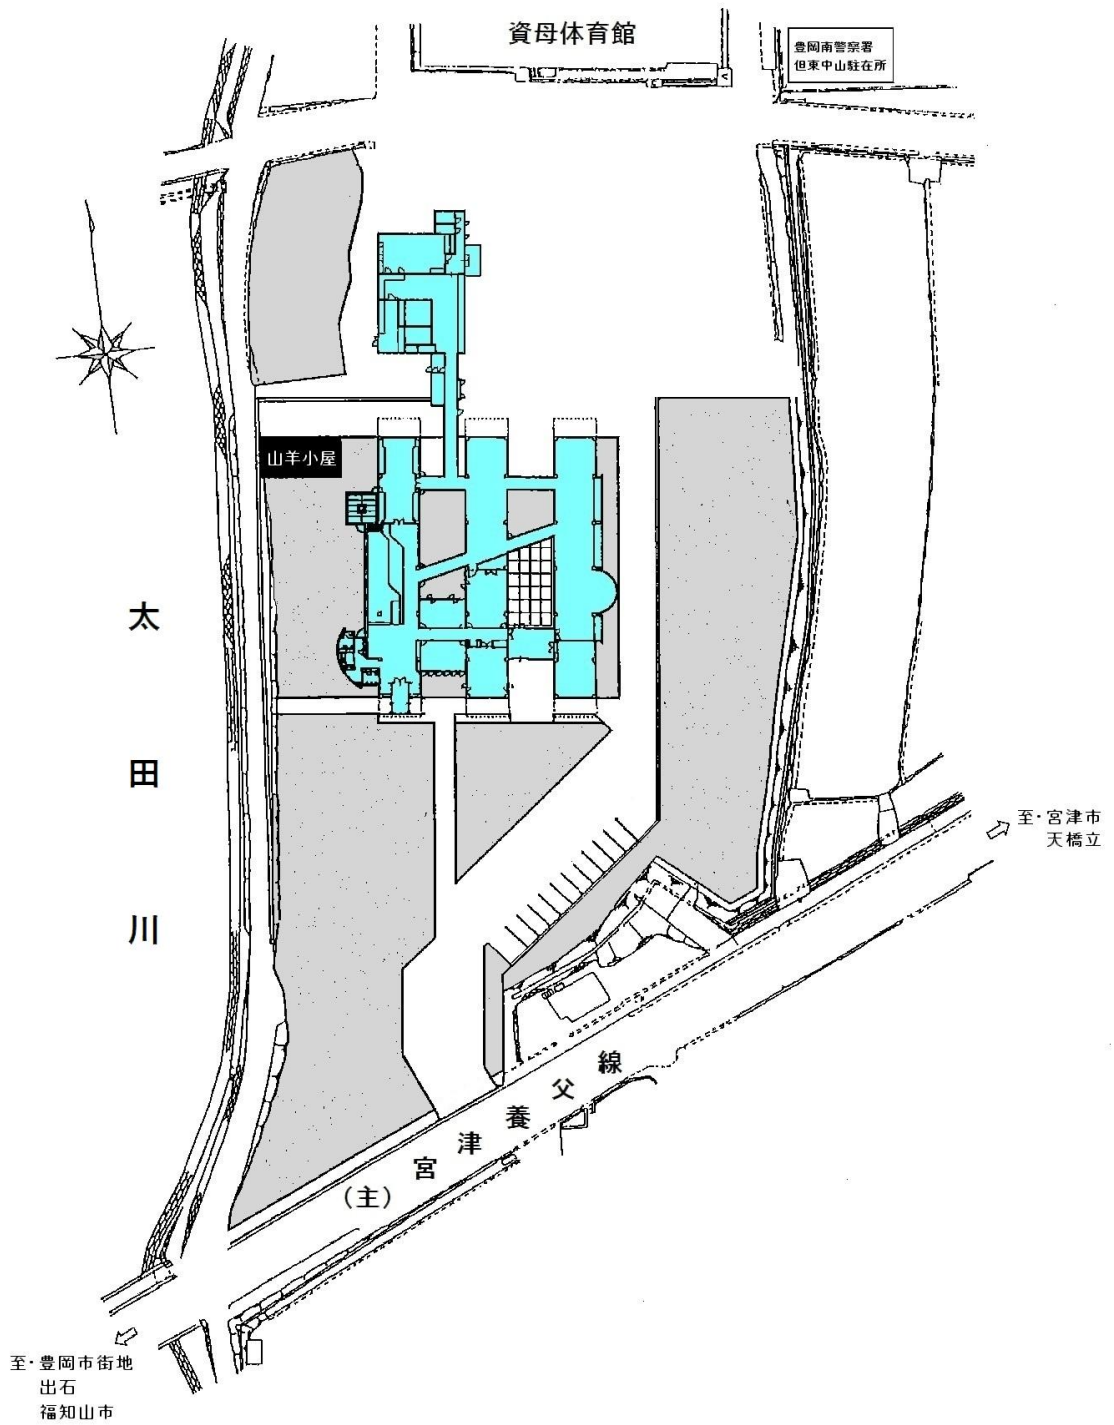 資母体育館
豊岡南警察署
但東中山駐在所
山羊小屋
太田川
至・宮津市
天橋立
(主)宮津養父線
至・豊岡市街地
出石
福知山市